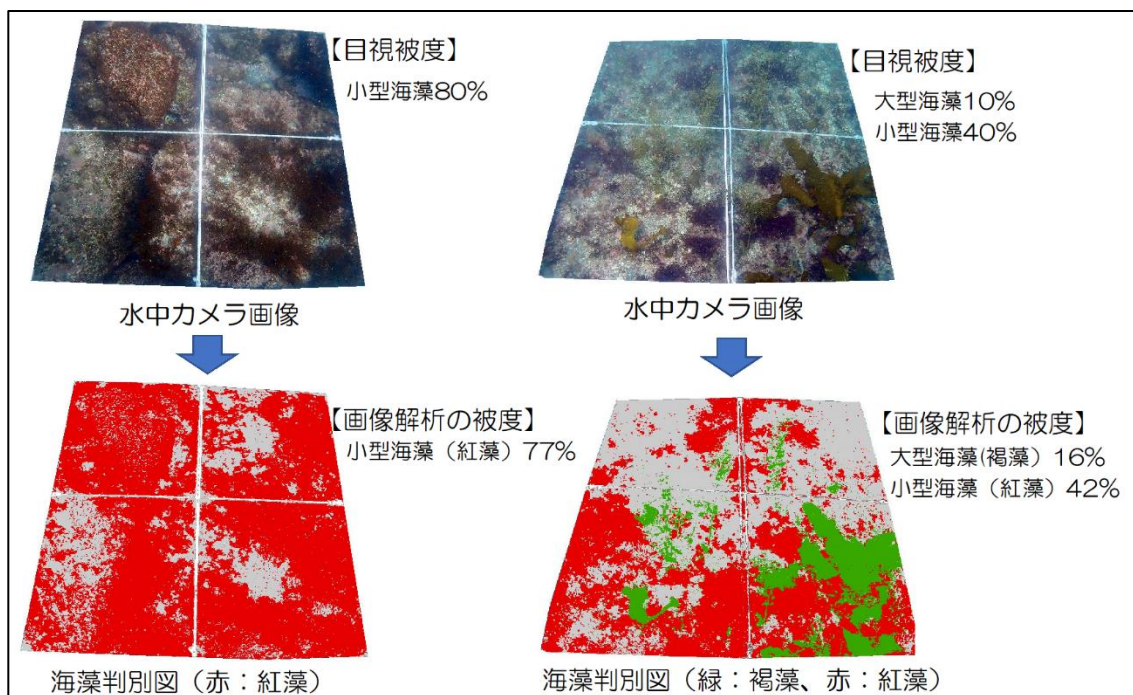 【目視被度】
小型海藻80%
水中カメラ画像
【画像解析の被度】
小型海藻（紅藻）77%
海藻判別図（赤：紅藻）
【目視被度】
大型海藻10%
小型海藻40%
水中カメラ画像
【画像解析の被度】
大型海藻(褐藻）16%
小型海藻（紅藻）42%
海藻判別図（緑：褐藻、赤：紅藻）